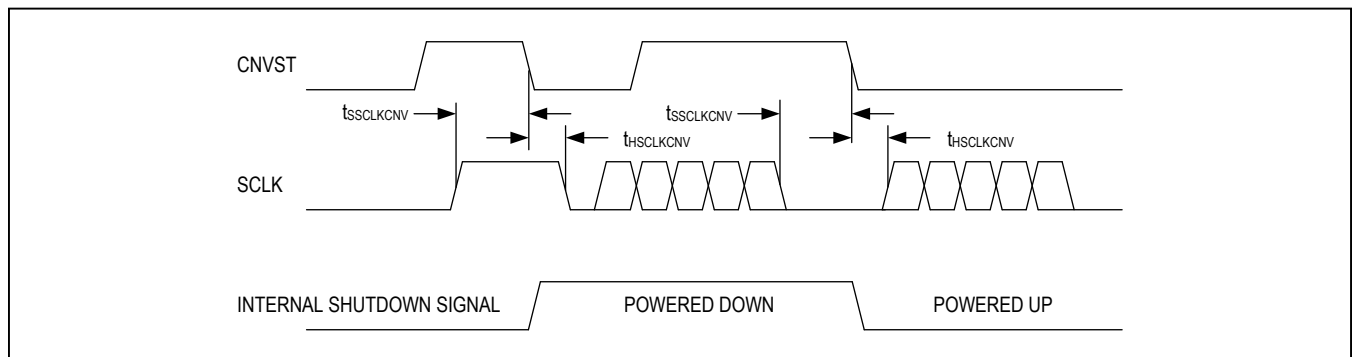 CNVST
tSSCLKCNV
tSSCLKCNV
tHSCLKCNV
tHSCLKCNV
SCLK
INTERNAL SHUTDOWN SIGNAL
POWERED DOWN
POWERED UP